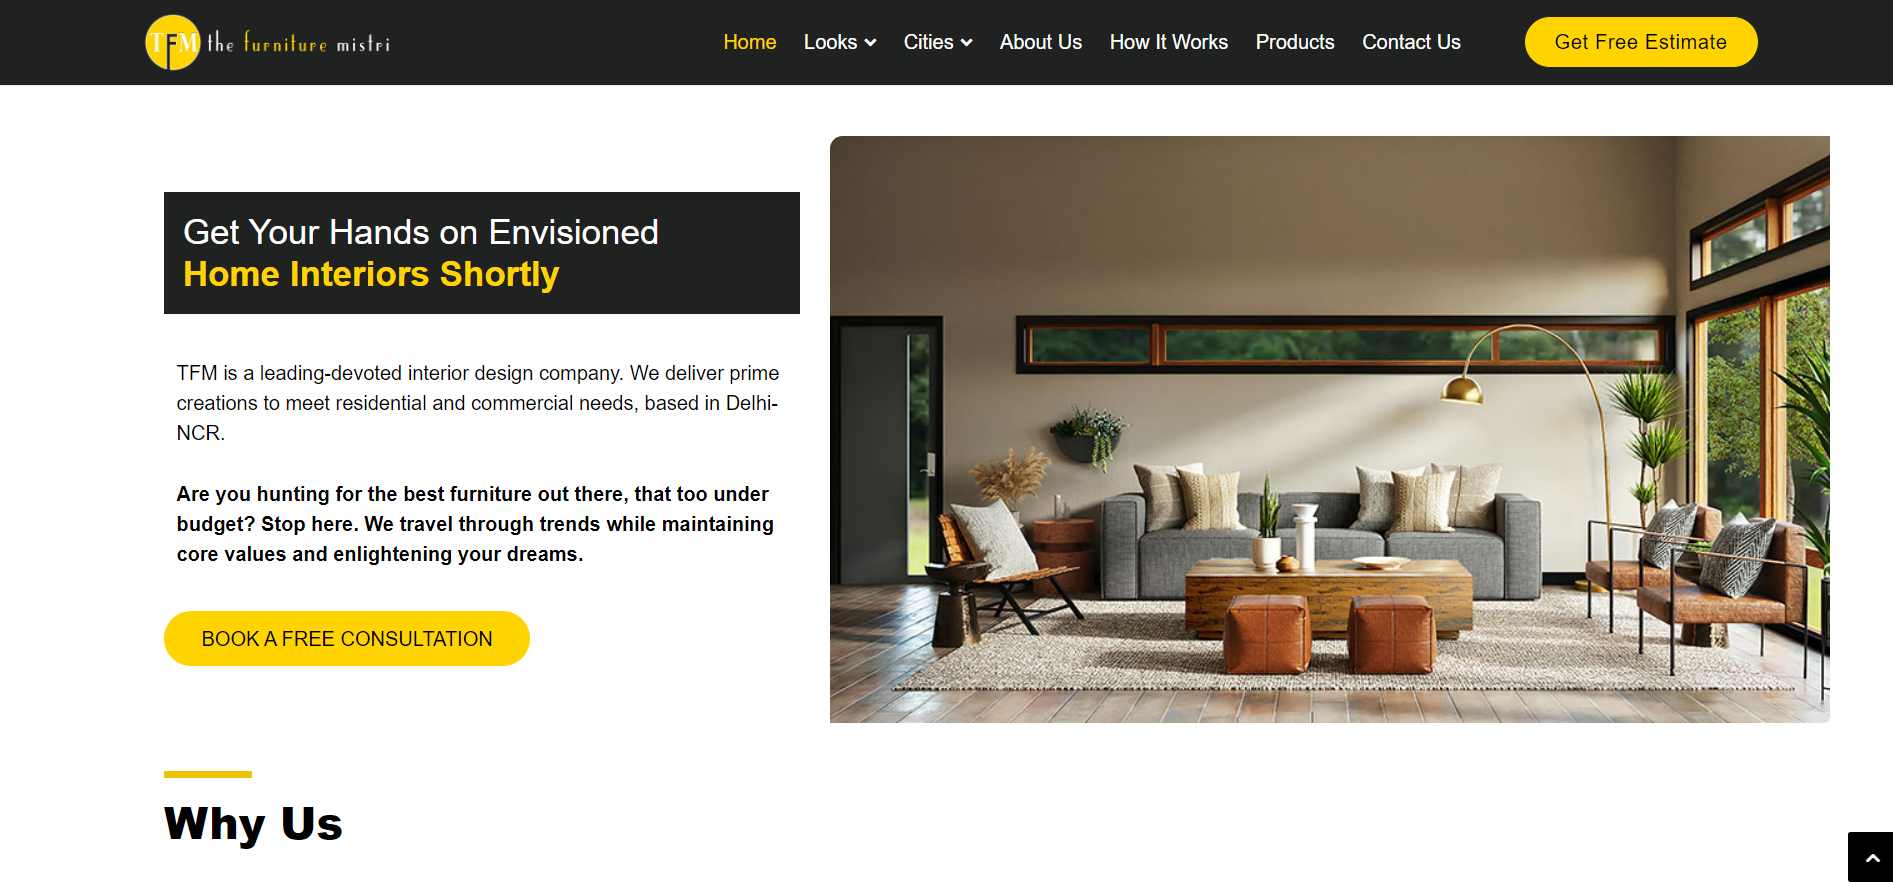 TFM the furniture mistri
Home Looks Cities About Us How It Works Products Contact Us Get Free Estimate
Get Your Hands on Envisioned
Home Interiors Shortly
TFM is a leading-devoted interior design company. We deliver prime
creations to meet residential and commercial needs, based in Delhi-
NCR.
Are you hunting for the best furniture out there, that too under
budget? Stop here. We travel through trends while maintaining
core values and enlightening your dreams.
BOOK A FREE CONSULTATION
Why Us